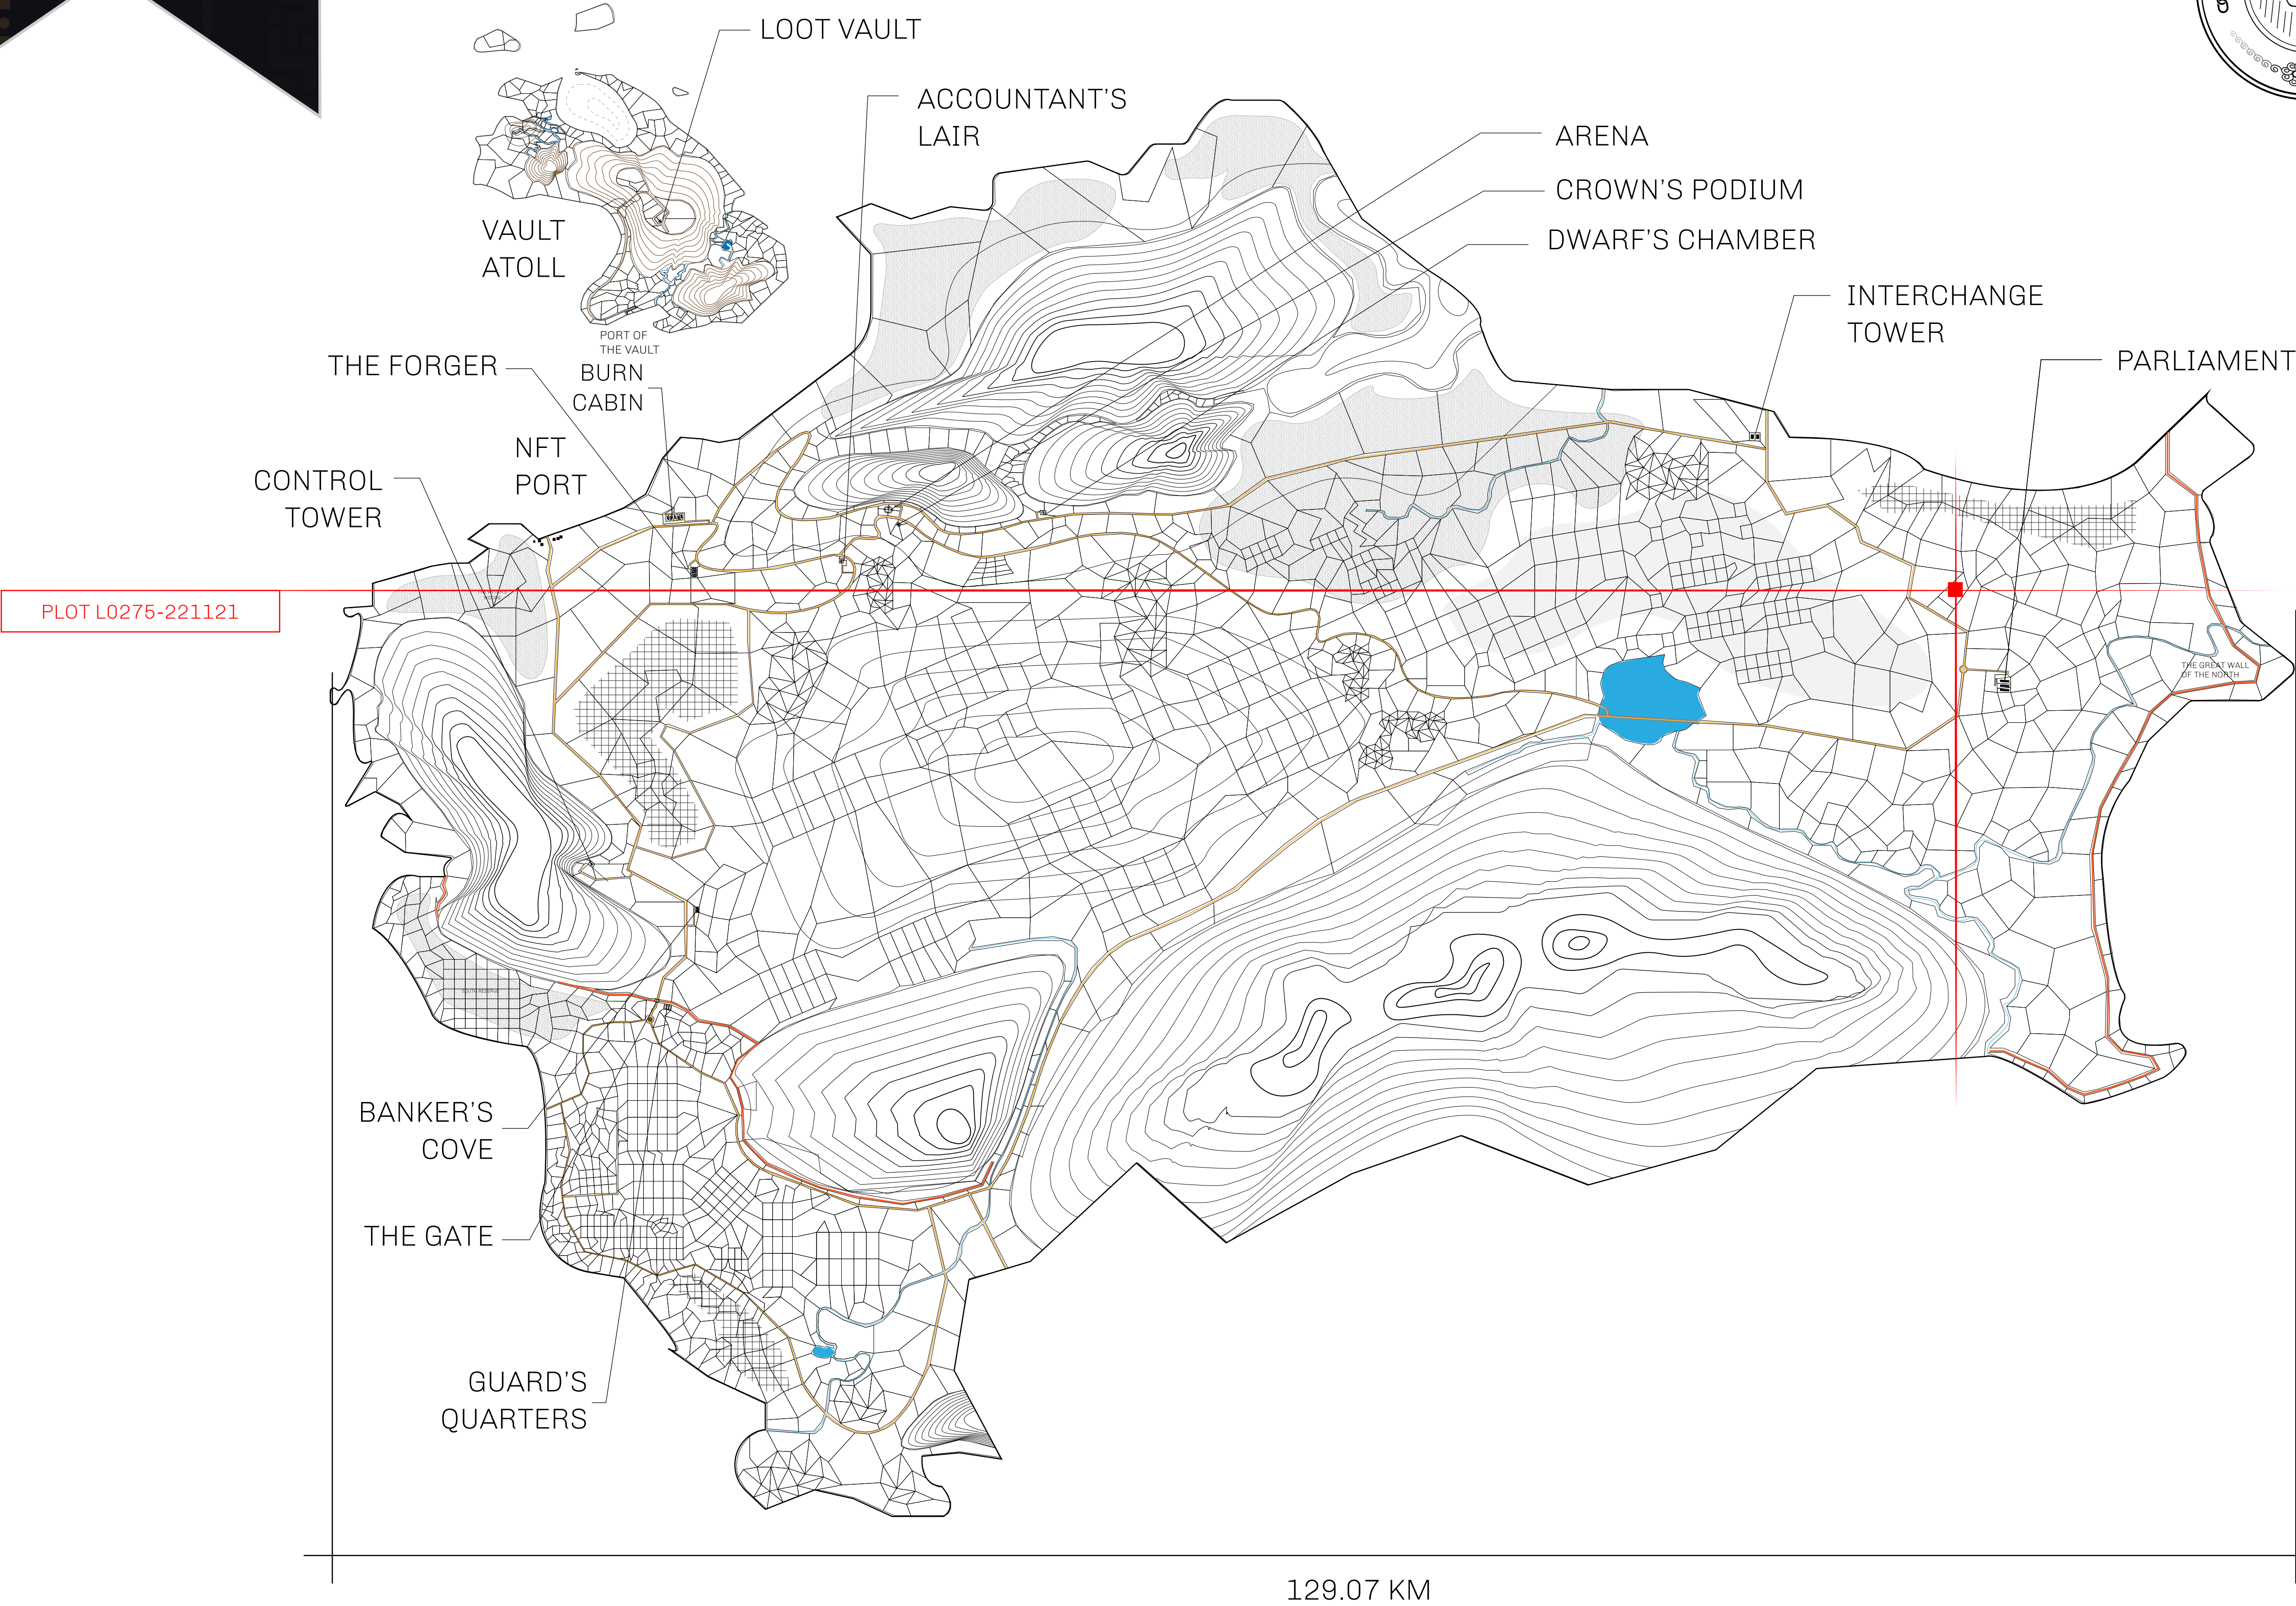 LOOT VAULT
ACCOUNTANT'S
LAIR
ARENA
CROWN'S PODIUM
DWARF'S CHAMBER
VAULT
ATOLL
INTERCHANGE
TOWER
PORT OF
THE VAULT
PARLIAMENT
THE FORGER
BURN
CABIN
NFT
PORT
CONTROL
TOWER
PLOT L0275-221121
THE GREAT WALL
OF THE NORTH
SOUTH RESERVE
BANKER'S
COVE
THE GATE
GUARD'S
QUARTERS
129.07 KM